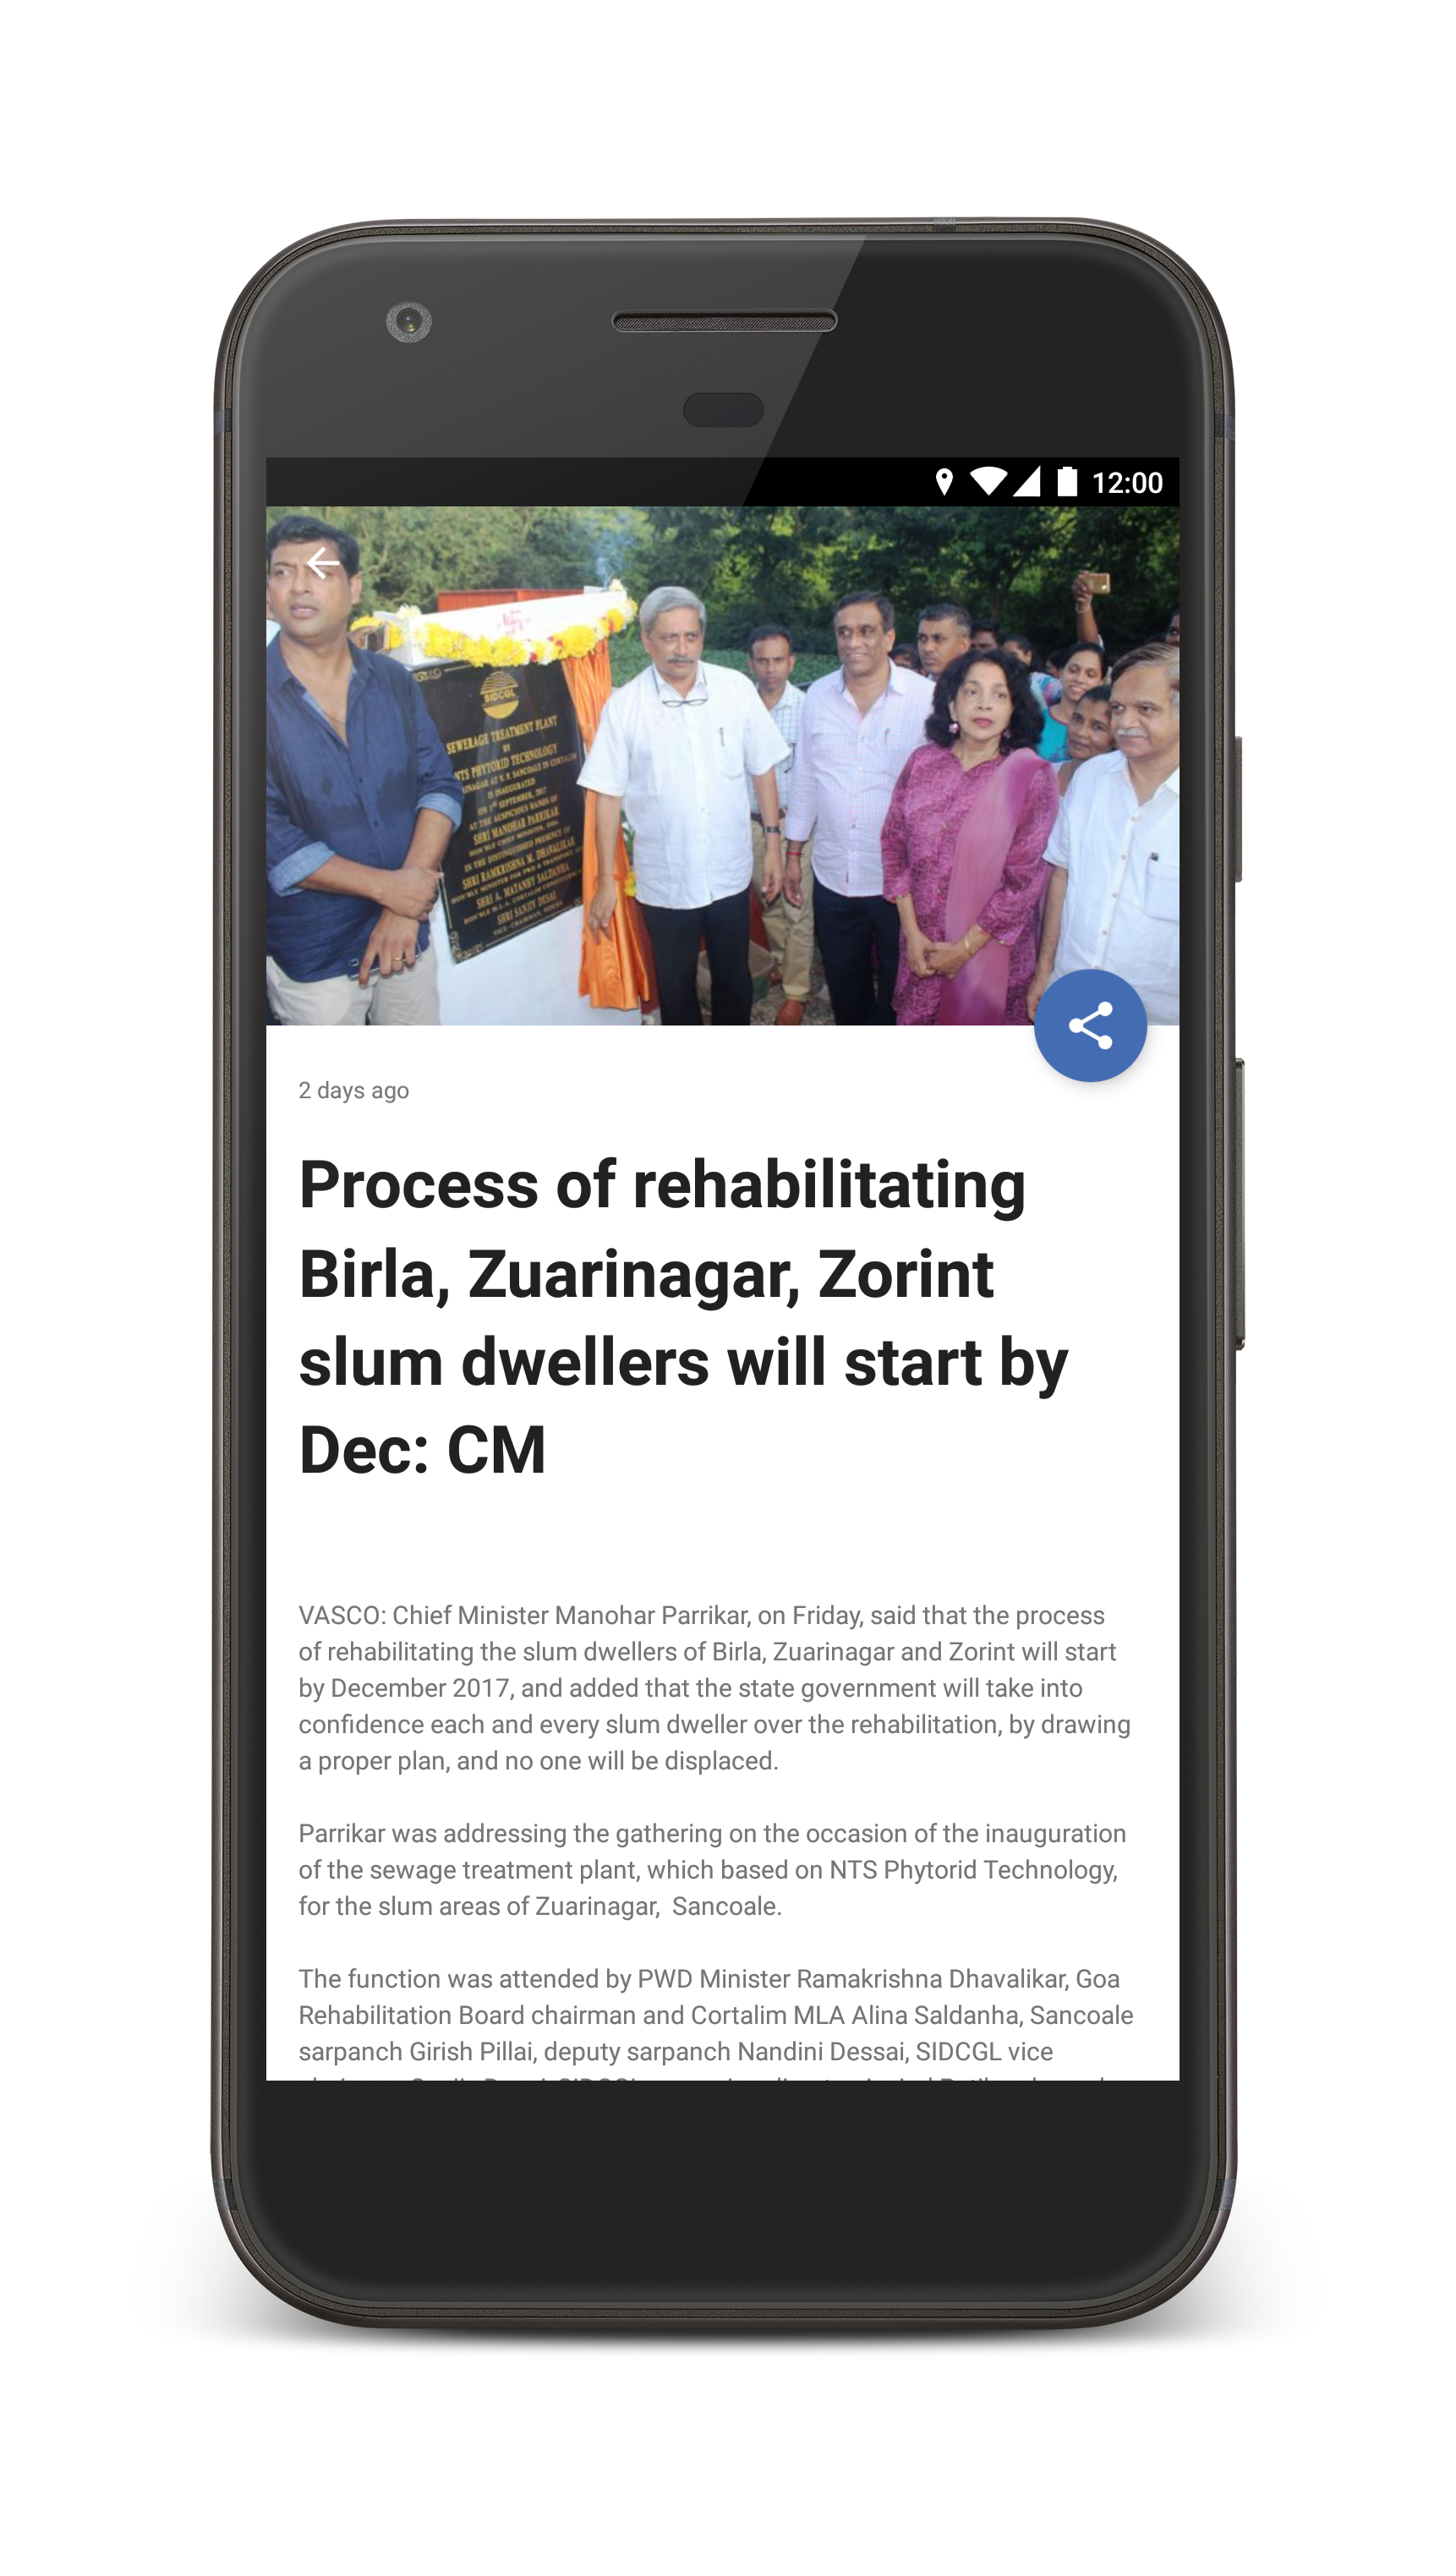 12:00
SIDCGL
SEWERAGE TREATMENT PLANT
BY
NTS PHYTORID TECHNOLOGY
IS INAUGURATED
ON 1ST SEPTEMBER, 2017
AT THE AUSPICIOUS HANDS OF
SHRI MANOHAR PARRIKAR
HON'BLE CHIEF MINISTER, GOA
IN THE DISTINGUISHED PRESENCE OF
SHRI RAMKRISHNA M. DHAVALIKAR
HON'BLE MINISTER FOR PWD & TRANSPORT
SHRI A. MATANHY SALDANHA
HON'BLE M.L.A. CORTALIM
SHRI SANJIV DESAI
VICE-CHAIRMAN, SIDCGL
2 days ago
Process of rehabilitating
Birla, Zuarinagar, Zorint
slum dwellers will start by
Dec: CM
VASCO: Chief Minister Manohar Parrikar, on Friday, said that the process
of rehabilitating the slum dwellers of Birla, Zuarinagar and Zorint will start
by December 2017, and added that the state government will take into
confidence each and every slum dweller over the rehabilitation, by drawing
a proper plan, and no one will be displaced.
Parrikar was addressing the gathering on the occasion of the inauguration
of the sewage treatment plant, which based on NTS Phytorid Technology,
for the slum areas of Zuarinagar,  Sancoale.
The function was attended by PWD Minister Ramakrishna Dhavalikar, Goa
Rehabilitation Board chairman and Cortalim MLA Alina Saldanha, Sancoale
sarpanch Girish Pillai, deputy sarpanch Nandini Dessai, SIDCGL vice